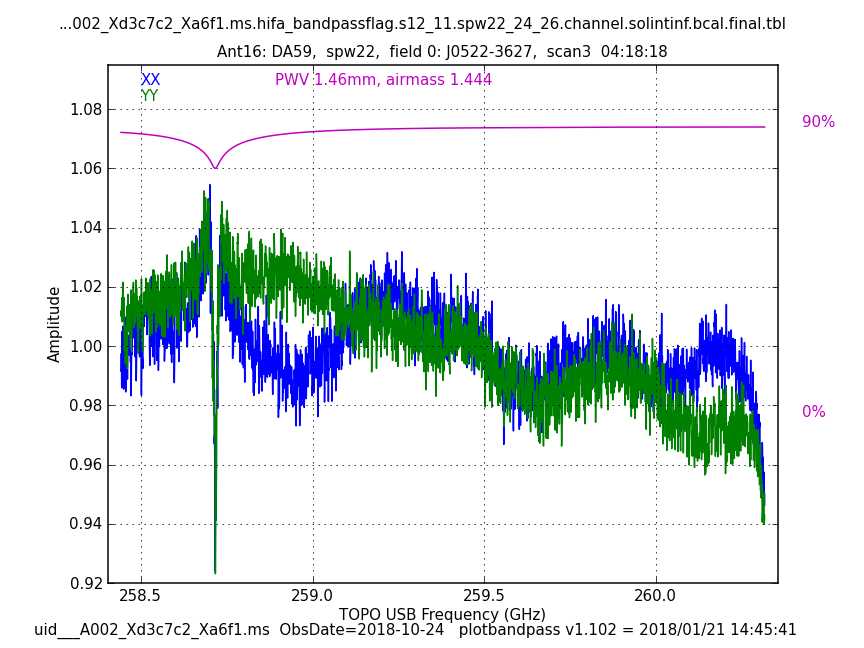 ...002_Xd3c7c2_Xa6f1.ms.hifa_bandpassflag.s12_11.spw22_24_26.channel.solintinf.bcal.final.tbl
Ant16: DA59,  spw22,  field 0: J0522-3627,  scan3  04:18:18
XX
PWV 1.46mm, airmass 1.444
YY
1.08
90%
1.06
1.04
1.02
Amplitude
1.00
0.98
0%
0.96
0.94
0.92
258.5
259.0
259.5
260.0
TOPO USB Frequency (GHz)
uid___A002_Xd3c7c2_Xa6f1.ms  ObsDate=2018-10-24   plotbandpass v1.102 = 2018/01/21 14:45:41